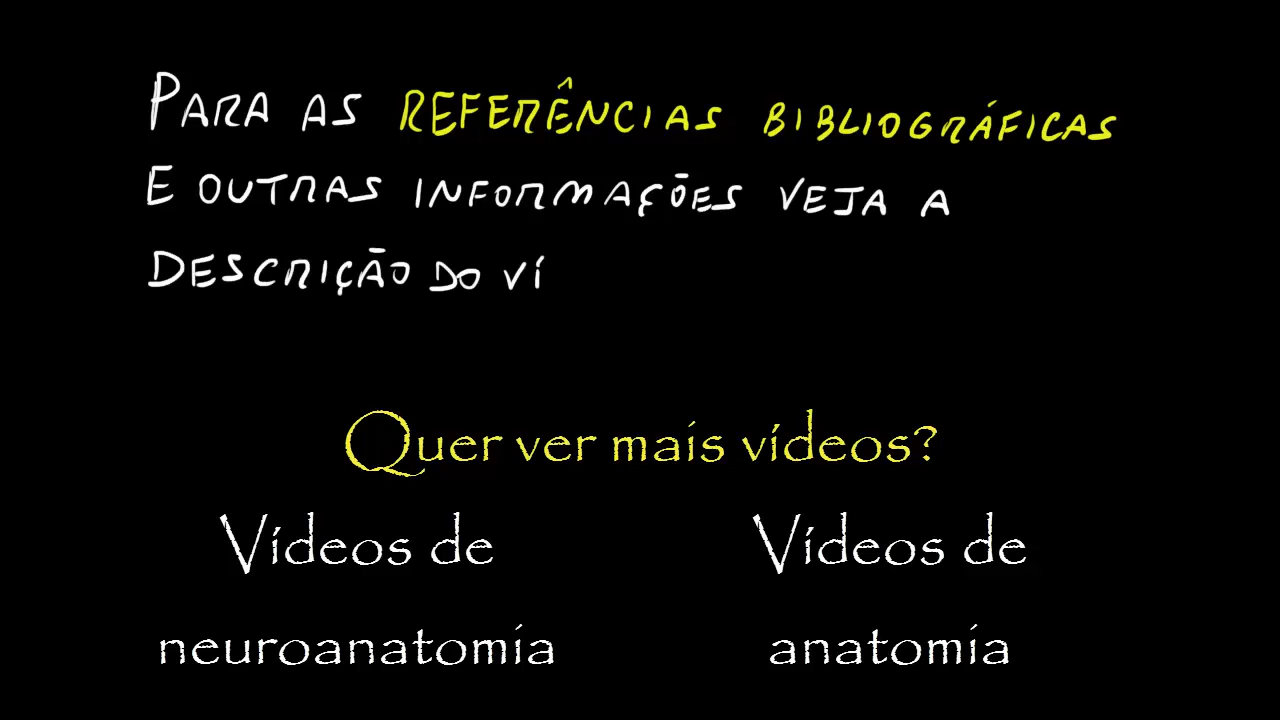 PARA AS REFERÊNCIAS BIBLIOGRÁFICAS
E OUTRAS INFORMAÇÕES VEJA A
DESCRIÇÃO DO VÍ
Quer ver mais vídeos?
Vídeos de
neuroanatomia
Vídeos de
anatomia